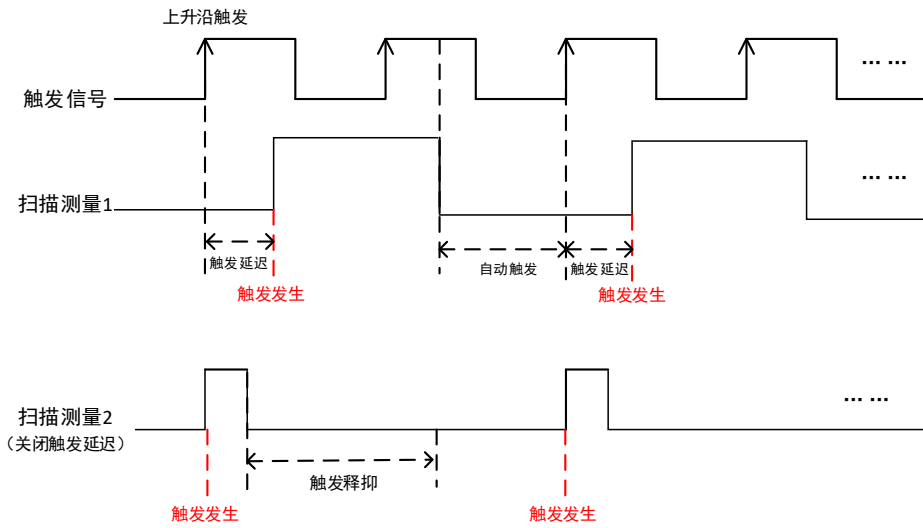 上升沿触发
触发信号
... ...
扫描测量1
... ...
触发延迟
自动触发
触发延迟
触发发生
触发发生
扫描测量2
（关闭触发延迟）
... ...
触发释抑
触发发生
触发发生